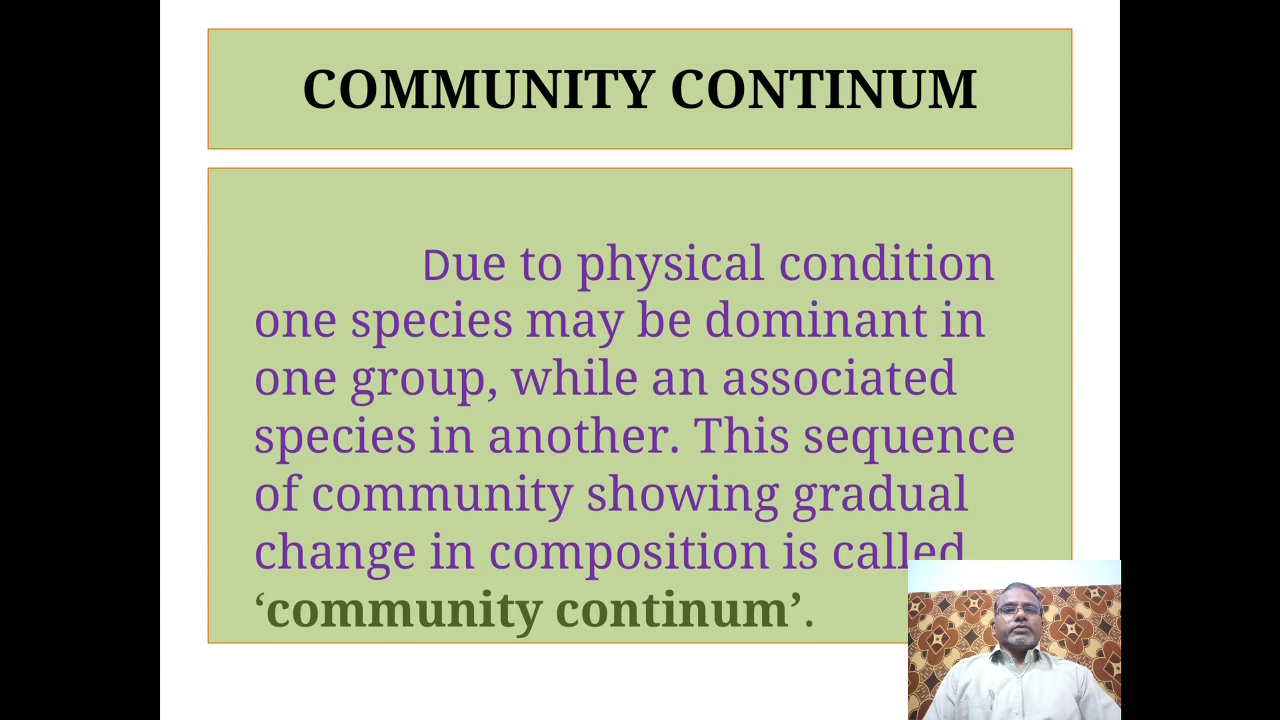 COMMUNITY CONTINUM
Due to physical condition
one species may be dominant in
one group, while an associated
species in another. This sequence
of community showing gradual
change in composition is called
‘community continum’.